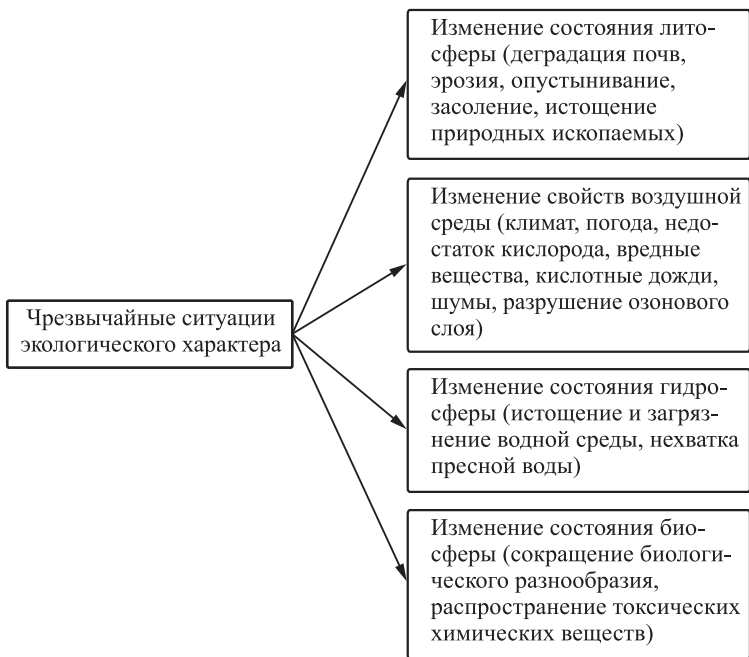 Изменение состояния лито-
сферы (деградация почв,
эрозия, опустынивание,
засоление, истощение
природных ископаемых)
Изменение свойств воздушной
среды (климат, погода, недо-
статок кислорода, вредные
вещества, кислотные дожди,
шумы, разрушение озонового
слоя)
Чрезвычайные ситуации
экологического характера
Изменение состояния гидро-
сферы (истощение и загряз-
нение водной среды, нехватка
пресной воды)
Изменение состояния био-
сферы (сокращение биологи-
ческого разнообразия,
распространение токсических
химических веществ)